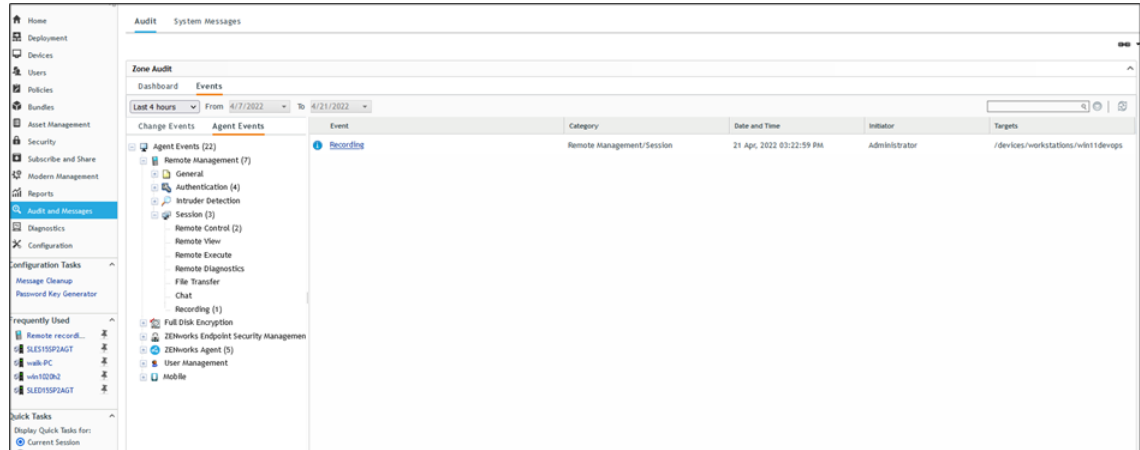 Home
Deployment
Devices
Users
Policies
Bundles
Asset Management
Security
Subscribe and Share
Modern Management
Reports
Audit and Messages
Diagnostics
Configuration
Configuration Tasks
Message Cleanup
Password Key Generator
Frequently Used
Remote recordi...
SLES15SP2AGT
walk-PC
win1020h2
SLED15SP2AGT
Quick Tasks
Display Quick Tasks for:
Current Session
Audit System Messages
Zone Audit
Dashboard Events
Last 4 hours From 4/7/2022 To 4/21/2022
Change Events Agent Events
Agent Events (22)
Remote Management (7)
General
Authentication (4)
Intruder Detection
Session (3)
Remote Control (2)
Remote View
Remote Execute
Remote Diagnostics
File Transfer
Chat
Recording (1)
Full Disk Encryption
ZENworks Endpoint Security Managemen
ZENworks Agent (5)
User Management
Mobile
Event Category Date and Time Initiator Targets
Recording Remote Management/Session 21 Apr, 2022 03:22:59 PM Administrator /devices/workstations/win11devops